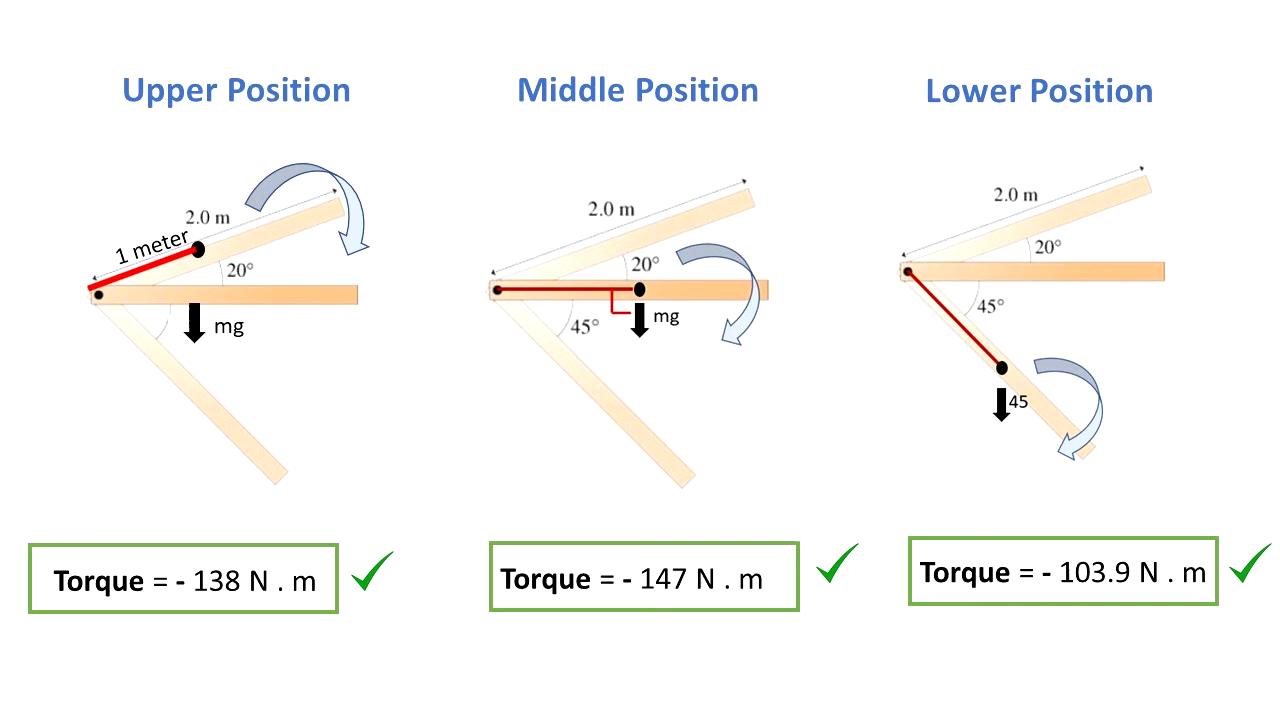 Upper Position
Middle Position
Lower Position
2.0 m
1 meter
20°
mg
2.0 m
20°
45°
mg
2.0 m
20°
45°
45
Torque = - 138 N . m
Torque = - 147 N . m
Torque = - 103.9 N . m